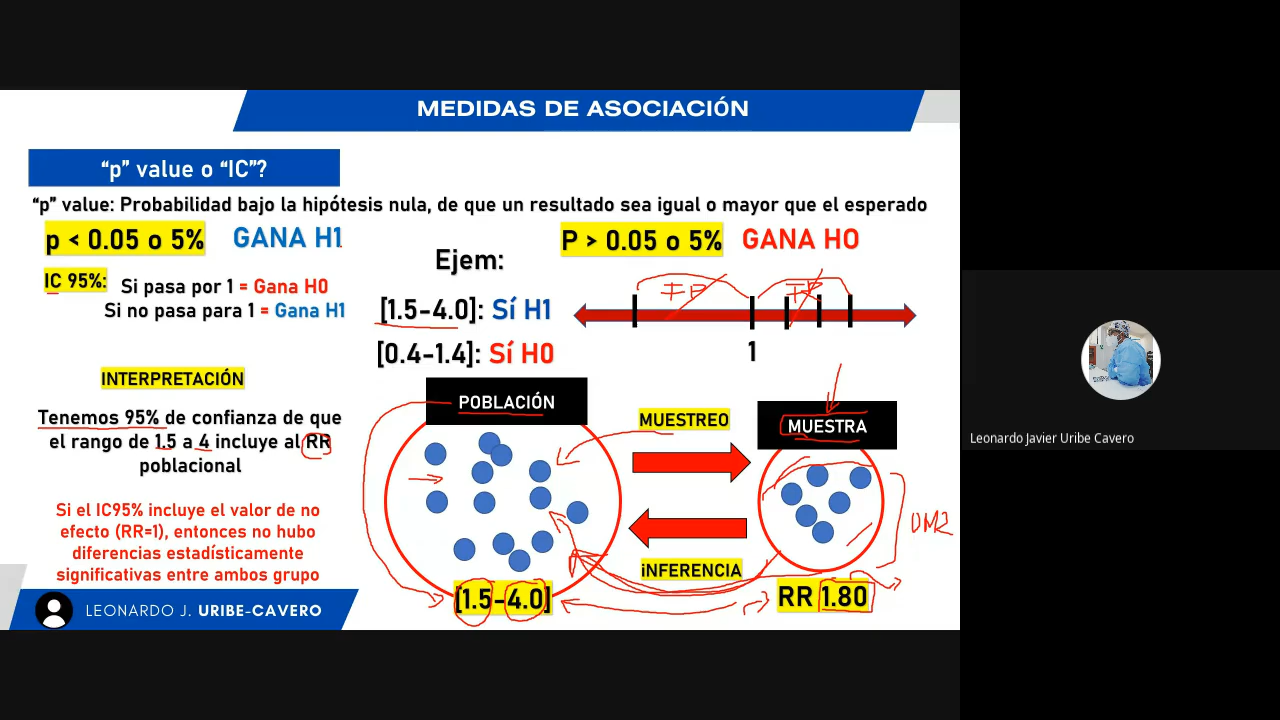 MEDIDAS DE ASOCIACIÓN
“p” value o “IC”?
“p” value: Probabilidad bajo la hipótesis nula, de que un resultado sea igual o mayor que el esperado
p < 0.05 o 5% GANA H1
P > 0.05 o 5% GANA HO
IC 95%: Si pasa por 1 = Gana H0
Si no pasa para 1 = Gana H1
Ejem:
[1.5-4.0]: Sí H1
[0.4-1.4]: Sí H0
1
INTERPRETACIÓN
Tenemos 95% de confianza de que
el rango de 1.5 a 4 incluye al RR
poblacional
Si el IC95% incluye el valor de no
efecto (RR=1), entonces no hubo
diferencias estadísticamente
significativas entre ambos grupo
POBLACIÓN
MUESTREO
MUESTRA
DM2
iNFERENCIA
[1.5-4.0]
RR 1.80
LEONARDO J. URIBE-CAVERO
Leonardo Javier Uribe Cavero